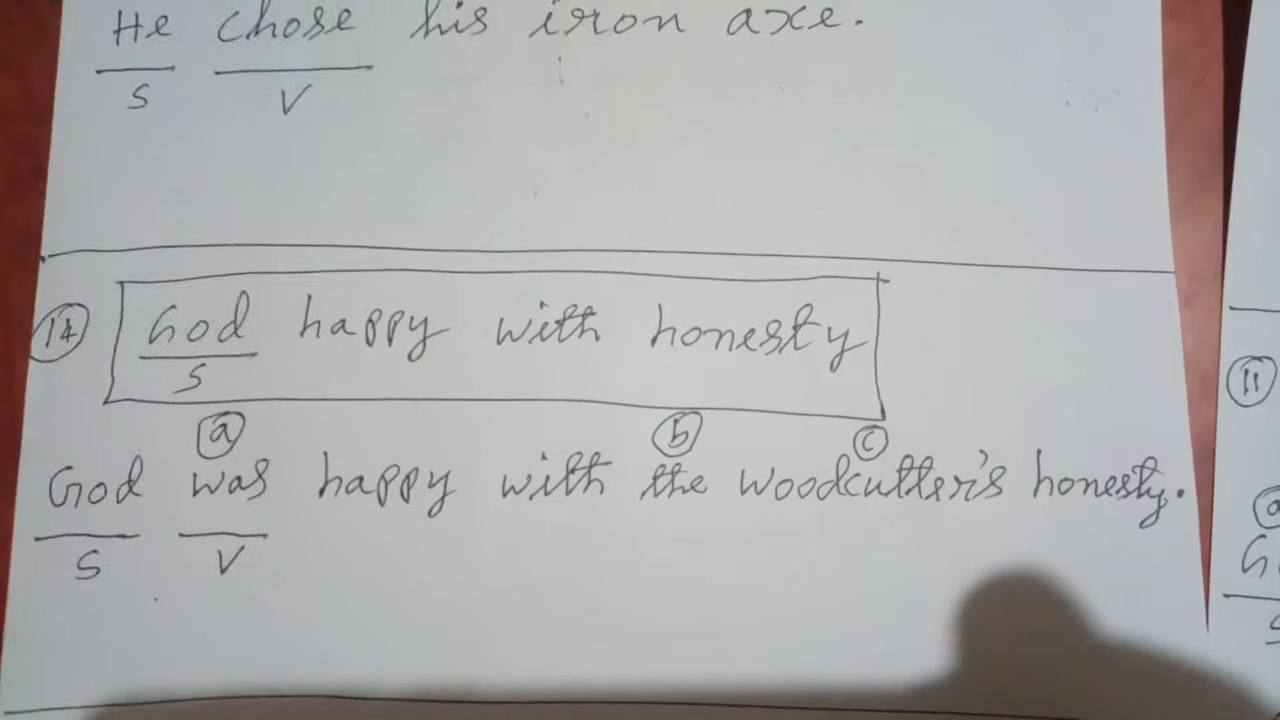 He chose his iron axe.
S V
14 God happy with honesty
S
a b c
God was happy with the woodcutter's honesty.
S V
11
a
G
S